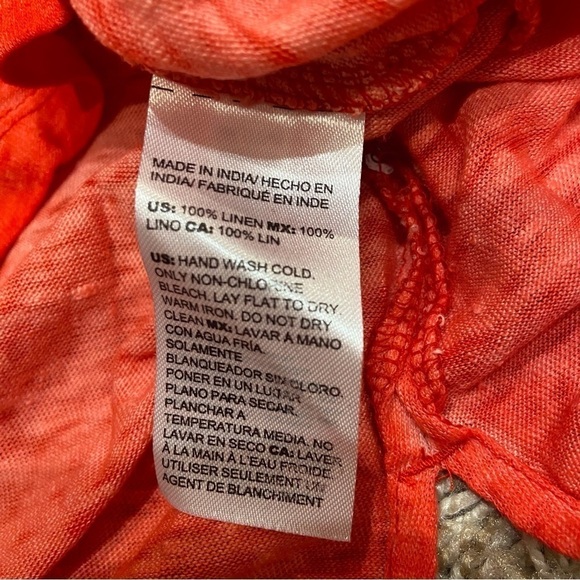 MADE IN INDIA/ HECHO EN
INDIA/ FABRIQUÉ EN INDE
US: 100% LINEN MX: 100%
LINO CA: 100% LIN
US: HAND WASH COLD.
ONLY NON-CHLORINE
BLEACH. LAY FLAT TO DRY.
WARM IRON. DO NOT DRY
CLEAN MX: LAVAR A MANO
CON AGUA FRÍA.
SOLAMENTE
BLANQUEADOR SIN CLORO.
PONER EN UN LUGAR
PLANO PARA SECAR.
PLANCHAR A
TEMPERATURA MEDIA. NO
LAVAR EN SECO CA: LAVER
À LA MAIN À L'EAU FROIDE
UTILISER SEULEMENT UN
AGENT DE BLANCHIMENT